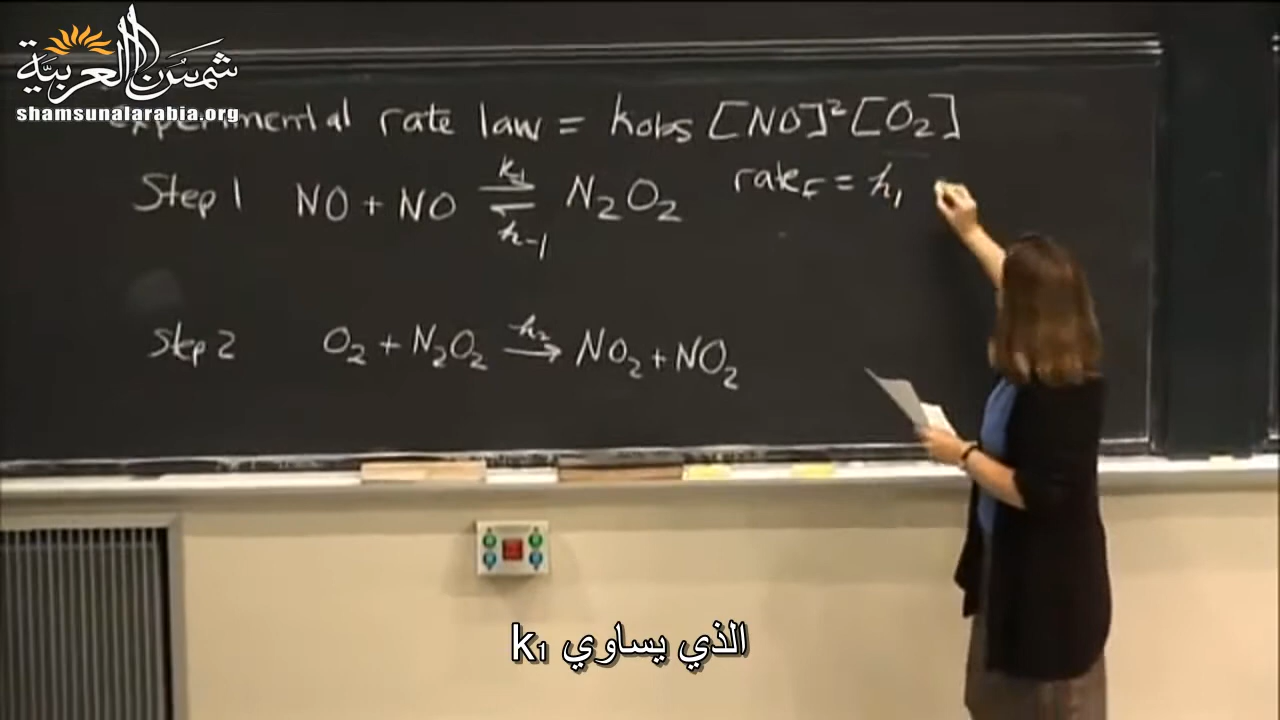 شمس العربية
shamsunalarabia.org
experimental rate law = kobs [NO]²[O₂]
Step 1 NO + NO ⇌ N₂O₂ rate_F = k₁
k₁
k₋₁
Step 2 O₂ + N₂O₂ → NO₂ + NO₂
k₂
الذي يساوي k₁